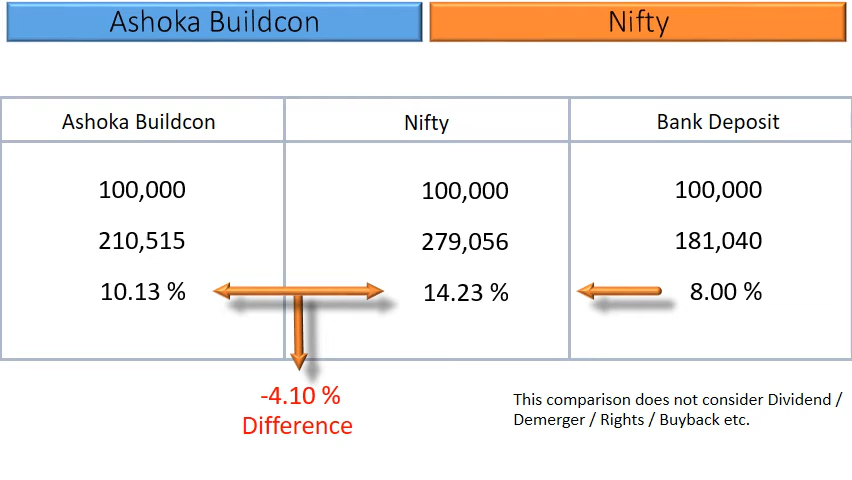 Ashoka Buildcon
Nifty
Ashoka Buildcon
Nifty
Bank Deposit
100,000
100,000
100,000
210,515
279,056
181,040
10.13 %
14.23 %
8.00 %
-4.10 %
Difference
This comparison does not consider Dividend /
Demerger / Rights / Buyback etc.